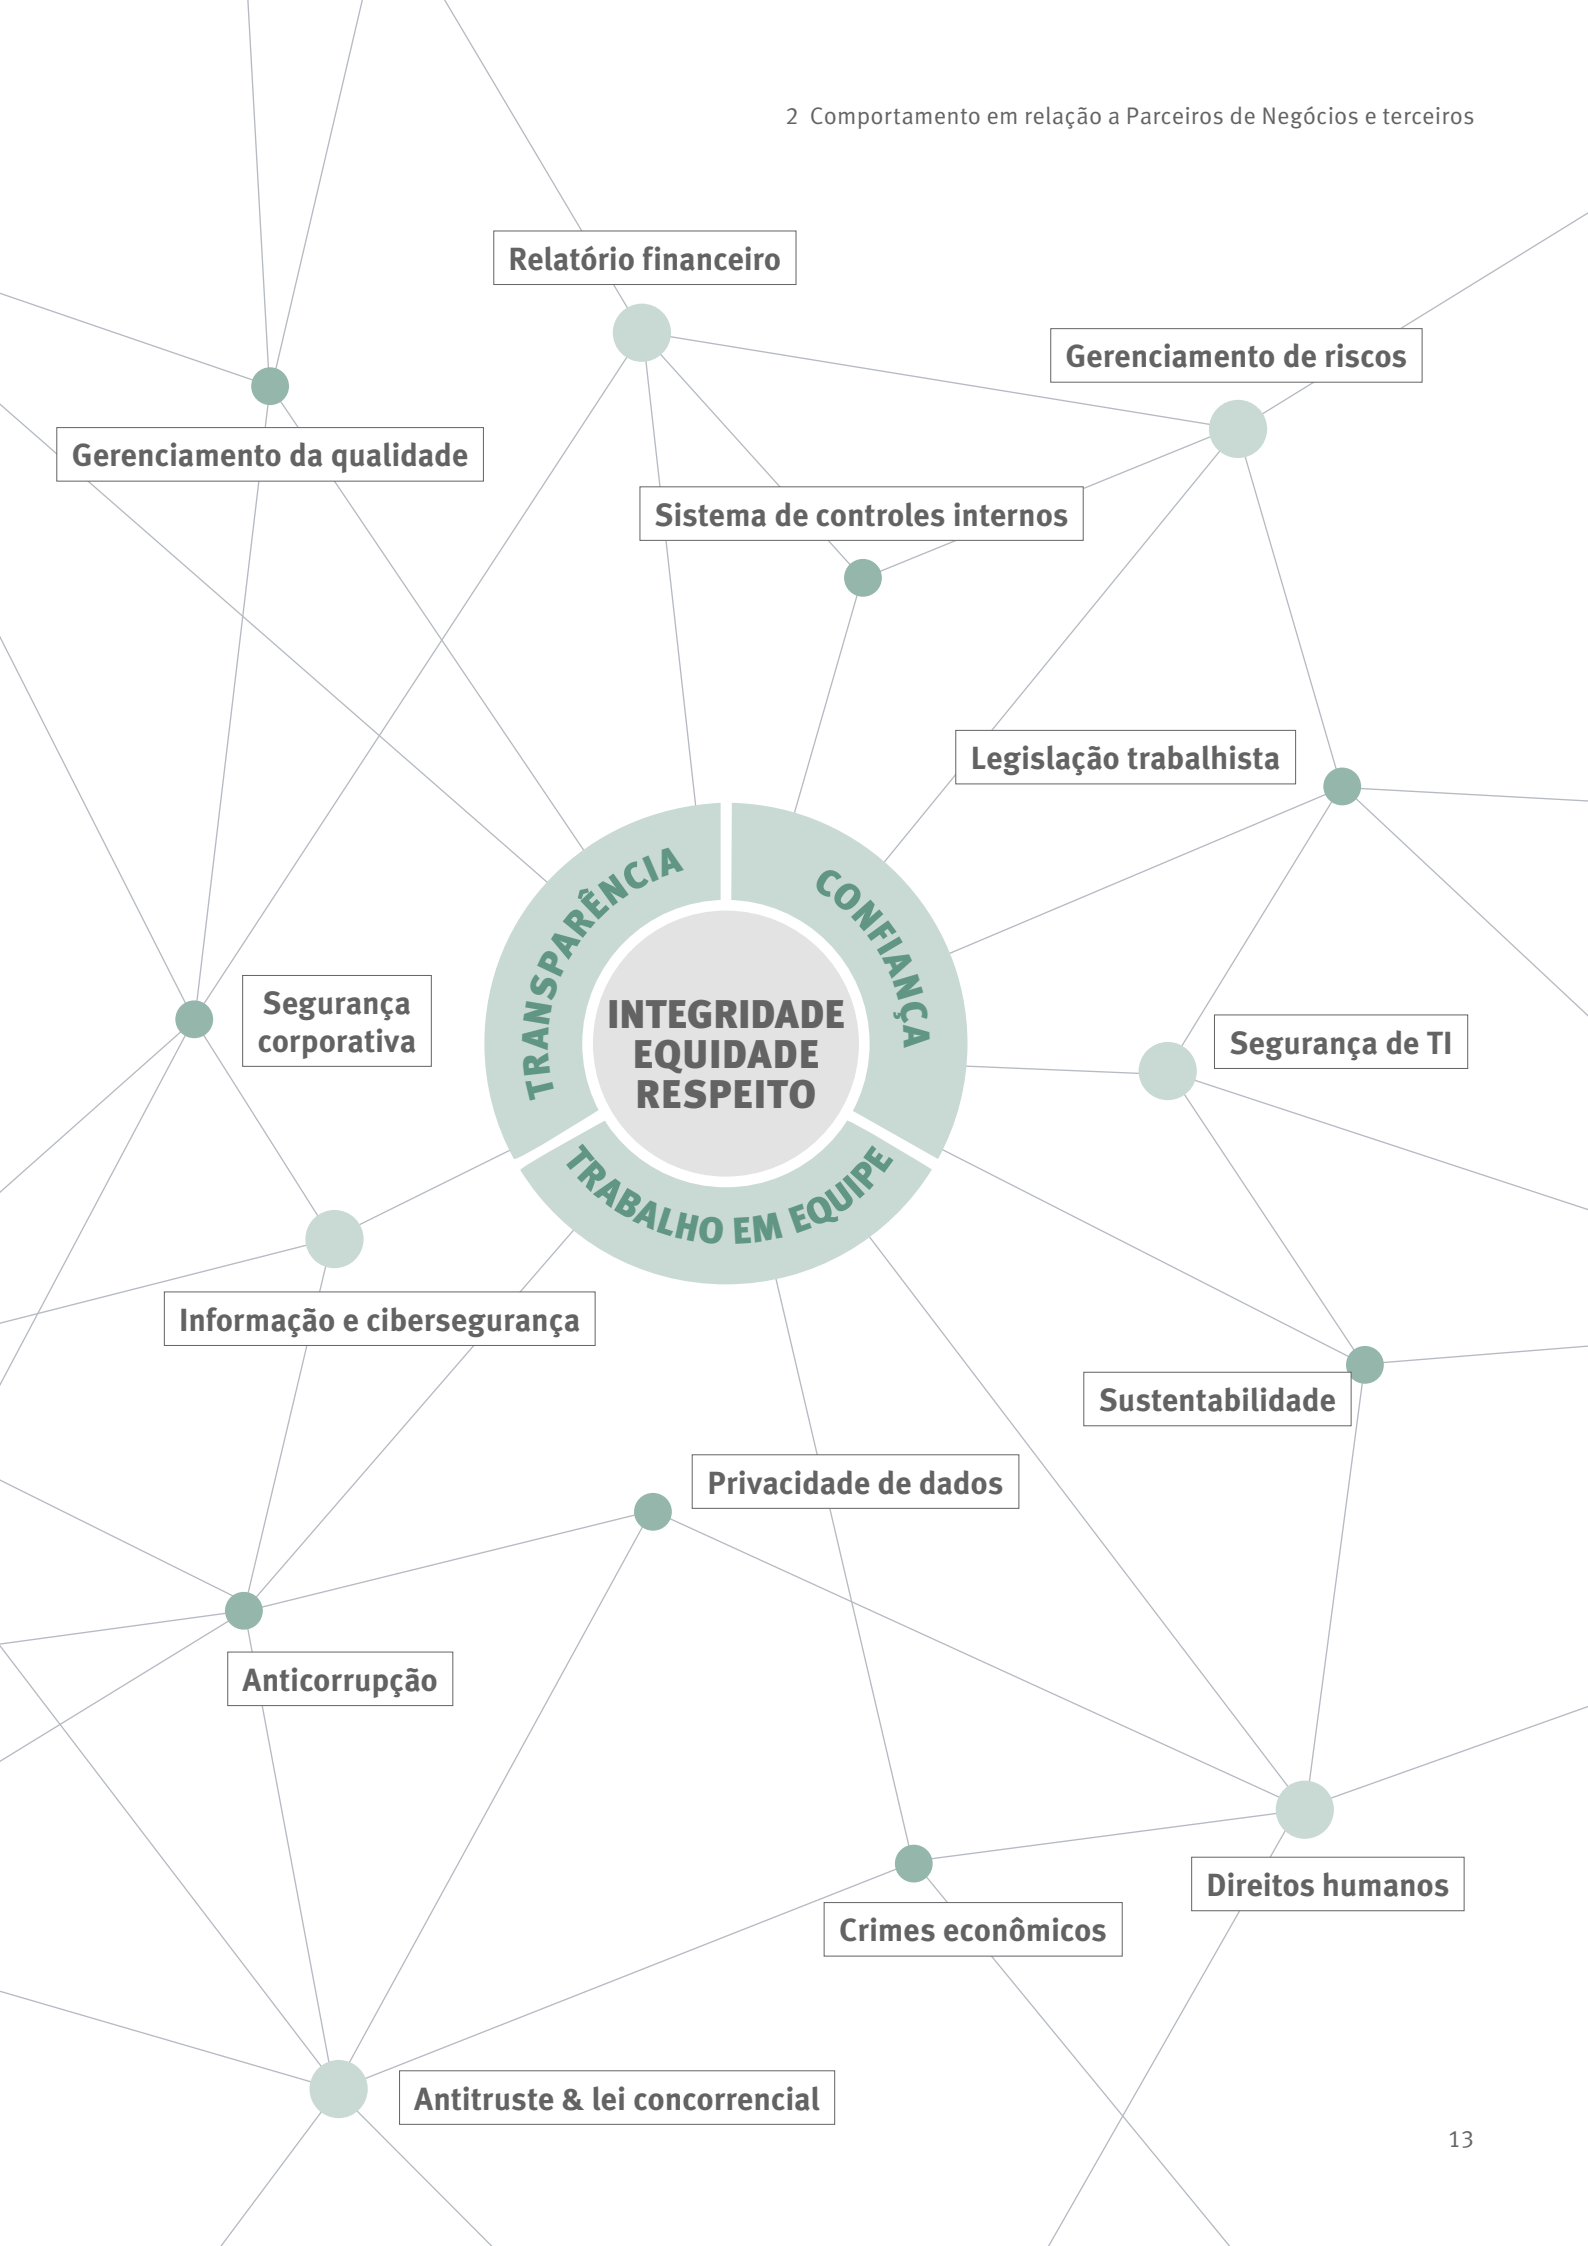 2 Comportamento em relação a Parceiros de Negócios e terceiros
Relatório financeiro
Gerenciamento de riscos
Gerenciamento da qualidade
Sistema de controles internos
Legislação trabalhista
TRANSPARÊNCIA
CONFIANÇA
INTEGRIDADE
EQUIDADE
RESPEITO
TRABALHO EM EQUIPE
Segurança
corporativa
Segurança de TI
Informação e cibersegurança
Sustentabilidade
Privacidade de dados
Anticorrupção
Direitos humanos
Crimes econômicos
Antitruste & lei concorrencial
13